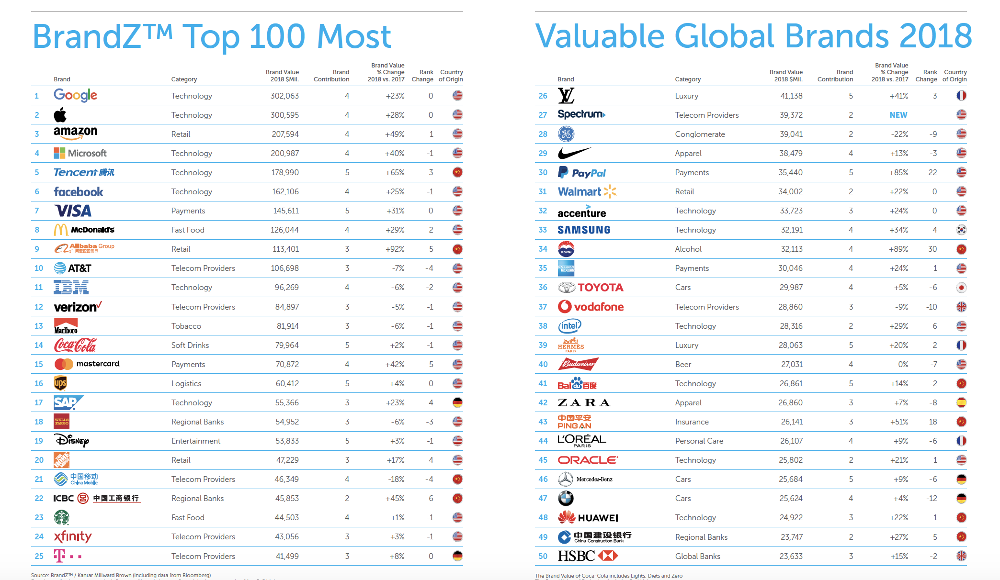 BrandZ™ Top 100 Most
Brand Category Brand Value 2018 $Mil. Brand Contribution Brand Value % Change 2018 vs. 2017 Rank Change Country of Origin
1 Google Technology 302,063 4 +23% 0
2 Technology 300,595 4 +28% 0
3 amazon Retail 207,594 4 +49% 1
4 Microsoft Technology 200,987 4 +40% -1
5 Tencent 腾讯 Technology 178,990 5 +65% 3
6 facebook Technology 162,106 4 +25% -1
7 VISA Payments 145,611 5 +31% 0
8 McDonald's Fast Food 126,044 4 +29% 2
9 Alibaba Group 阿里巴巴集团 Retail 113,401 3 +92% 5
10 AT&T Telecom Providers 106,698 3 -7% -4
11 IBM Technology 96,269 4 -6% -2
12 verizon Telecom Providers 84,897 3 -5% -1
13 Marlboro Tobacco 81,914 3 -6% -1
14 Coca-Cola Soft Drinks 79,964 5 +2% -1
15 mastercard. Payments 70,872 4 +42% 5
16 ups Logistics 60,412 5 +4% 0
17 SAP Technology 55,366 3 +23% 4
18 WELLS FARGO Regional Banks 54,952 3 -6% -3
19 Disney Entertainment 53,833 5 +3% -1
20 THE HOME DEPOT Retail 47,229 3 +17% 4
21 中国移动 China Mobile Telecom Providers 46,349 4 -18% -4
22 ICBC 中国工商银行 Regional Banks 45,853 2 +45% 6
23 Fast Food 44,503 4 +1% -1
24 xfinity Telecom Providers 43,056 3 +3% -1
25 T Telecom Providers 41,499 3 +8% 0
Source: BrandZ™ / Kantar Millward Brown (including data from Bloomberg)
Valuable Global Brands 2018
Brand Category Brand Value 2018 $Mil. Brand Contribution Brand Value % Change 2018 vs. 2017 Rank Change Country of Origin
26 LV Luxury 41,138 5 +41% 3
27 Spectrum Telecom Providers 39,372 2 NEW
28 GE Conglomerate 39,041 2 -22% -9
29 Apparel 38,479 4 +13% -3
30 PayPal Payments 35,440 5 +85% 22
31 Walmart Retail 34,002 2 +22% 0
32 accenture Technology 33,723 3 +24% 0
33 SAMSUNG Technology 32,191 4 +34% 4
34 MOUTAI Alcohol 32,113 4 +89% 30
35 AMERICAN EXPRESS Payments 30,046 4 +24% 1
36 TOYOTA Cars 29,987 4 +5% -6
37 vodafone Telecom Providers 28,860 3 -9% -10
38 intel Technology 28,316 2 +29% 6
39 HERMÈS PARIS Luxury 28,063 5 +20% 2
40 Budweiser Beer 27,031 4 0% -7
41 Baidu百度 Technology 26,861 5 +14% -2
42 ZARA Apparel 26,860 3 +7% -8
43 中国平安 PING AN Insurance 26,141 3 +51% 18
44 L'ORÉAL PARIS Personal Care 26,107 4 +9% -6
45 ORACLE Technology 25,802 2 +21% 1
46 Mercedes-Benz Cars 25,684 5 +9% -6
47 BMW Cars 25,624 4 +4% -12
48 HUAWEI Technology 24,922 3 +22% 1
49 中国建设银行 China Construction Bank Regional Banks 23,747 2 +27% 5
50 HSBC Global Banks 23,633 3 +15% -2
The Brand Value of Coca-Cola includes Lights, Diets and Zero